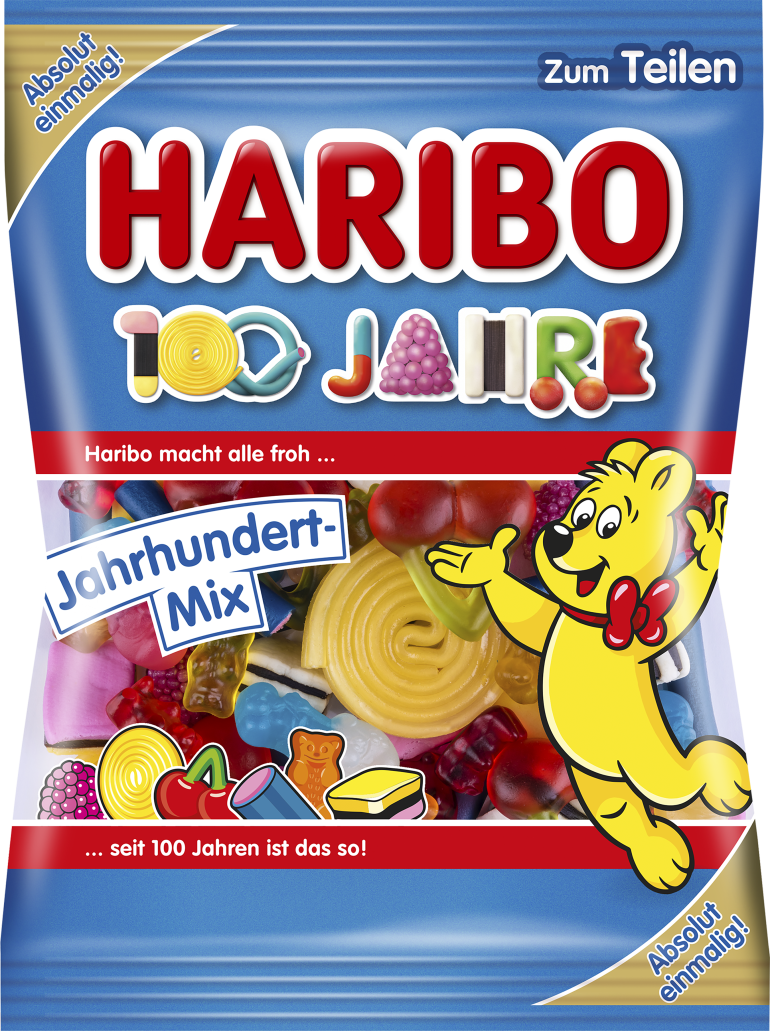 Absolut
einmalig!
Zum Teilen
HARIBO
100 JAHRE
Haribo macht alle froh ...
Jahrhundert-
Mix
... seit 100 Jahren ist das so!
Absolut
einmalig!